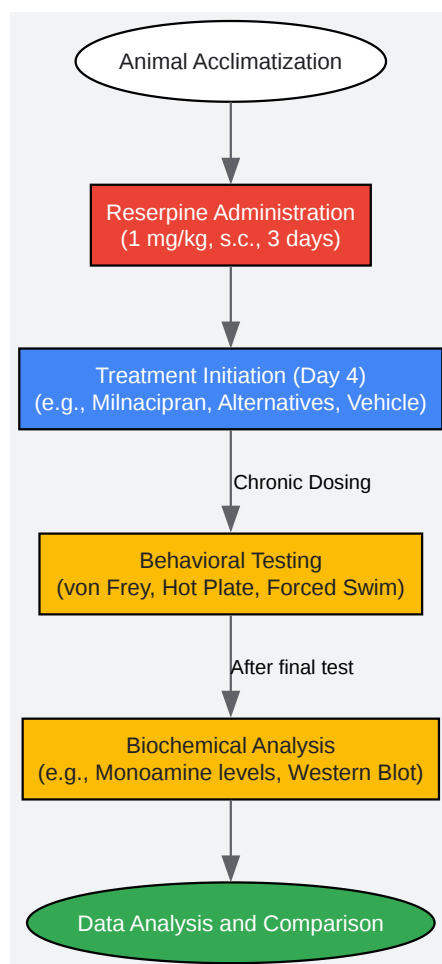 Animal Acclimatization
Reserpine Administration
(1 mg/kg, s.c., 3 days)
Treatment Initiation (Day 4)
(e.g., Milnacipran, Alternatives, Vehicle)
Chronic Dosing
Behavioral Testing
(von Frey, Hot Plate, Forced Swim)
After final test
Biochemical Analysis
(e.g., Monoamine levels, Western Blot)
Data Analysis and Comparison